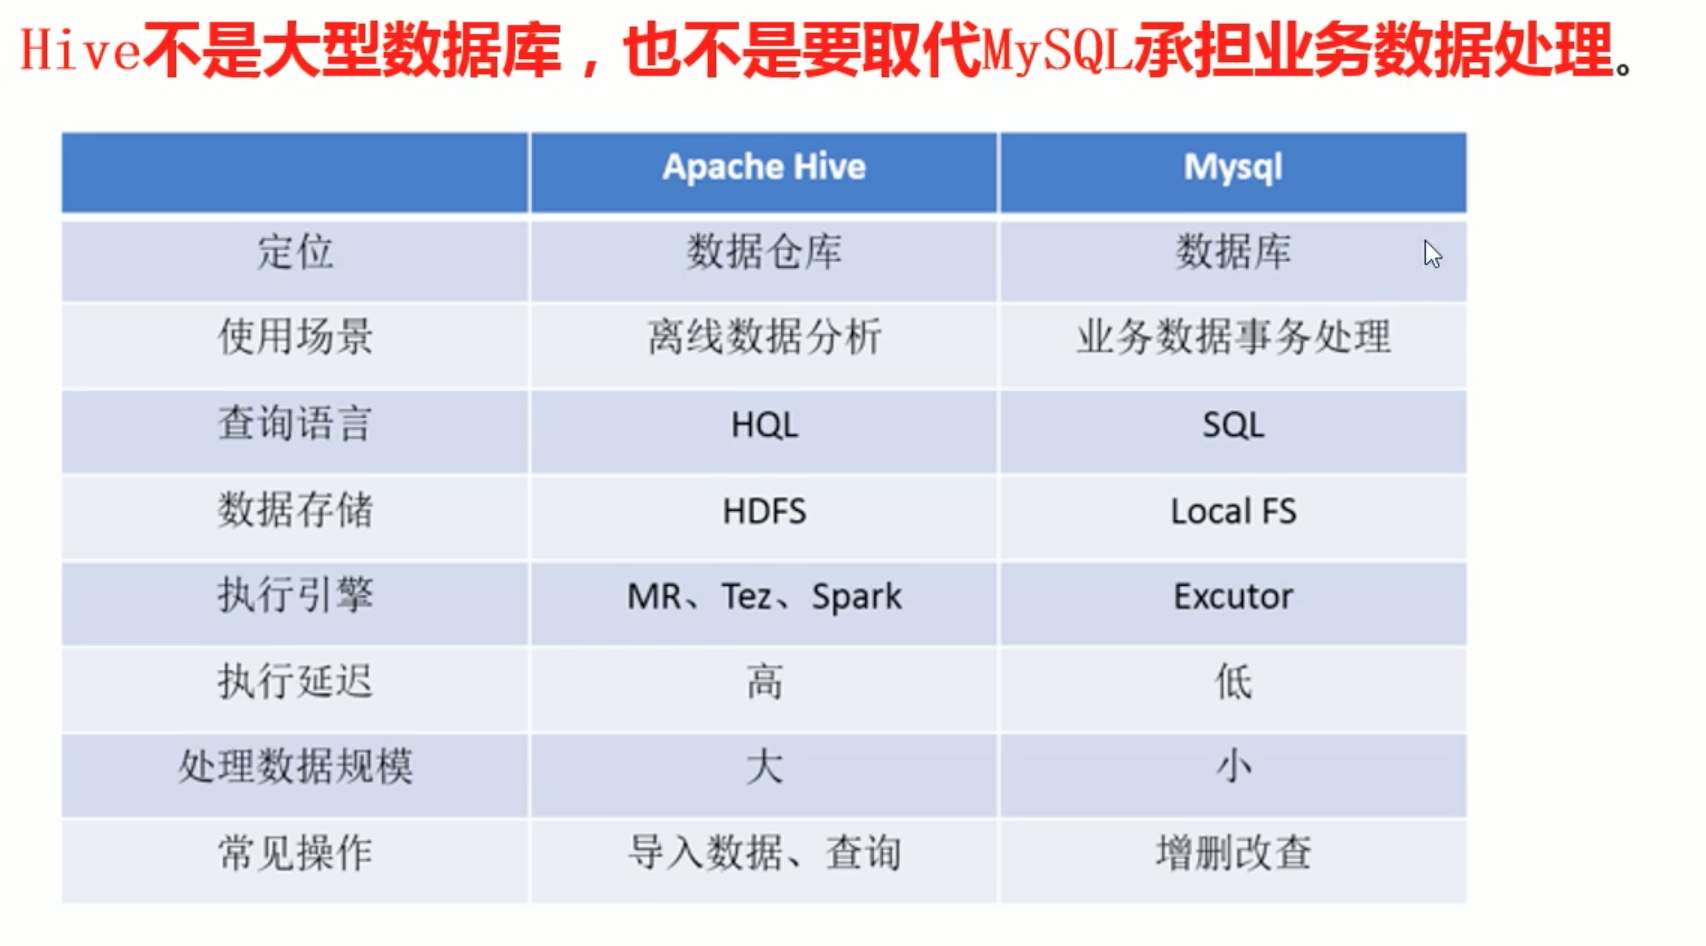 Hive不是大型数据库，也不是要取代MySQL承担业务数据处理。
Apache Hive Mysql
定位 数据仓库 数据库
使用场景 离线数据分析 业务数据事务处理
查询语言 HQL SQL
数据存储 HDFS Local FS
执行引擎 MR、Tez、Spark Excutor
执行延迟 高 低
处理数据规模 大 小
常见操作 导入数据、查询 增删改查